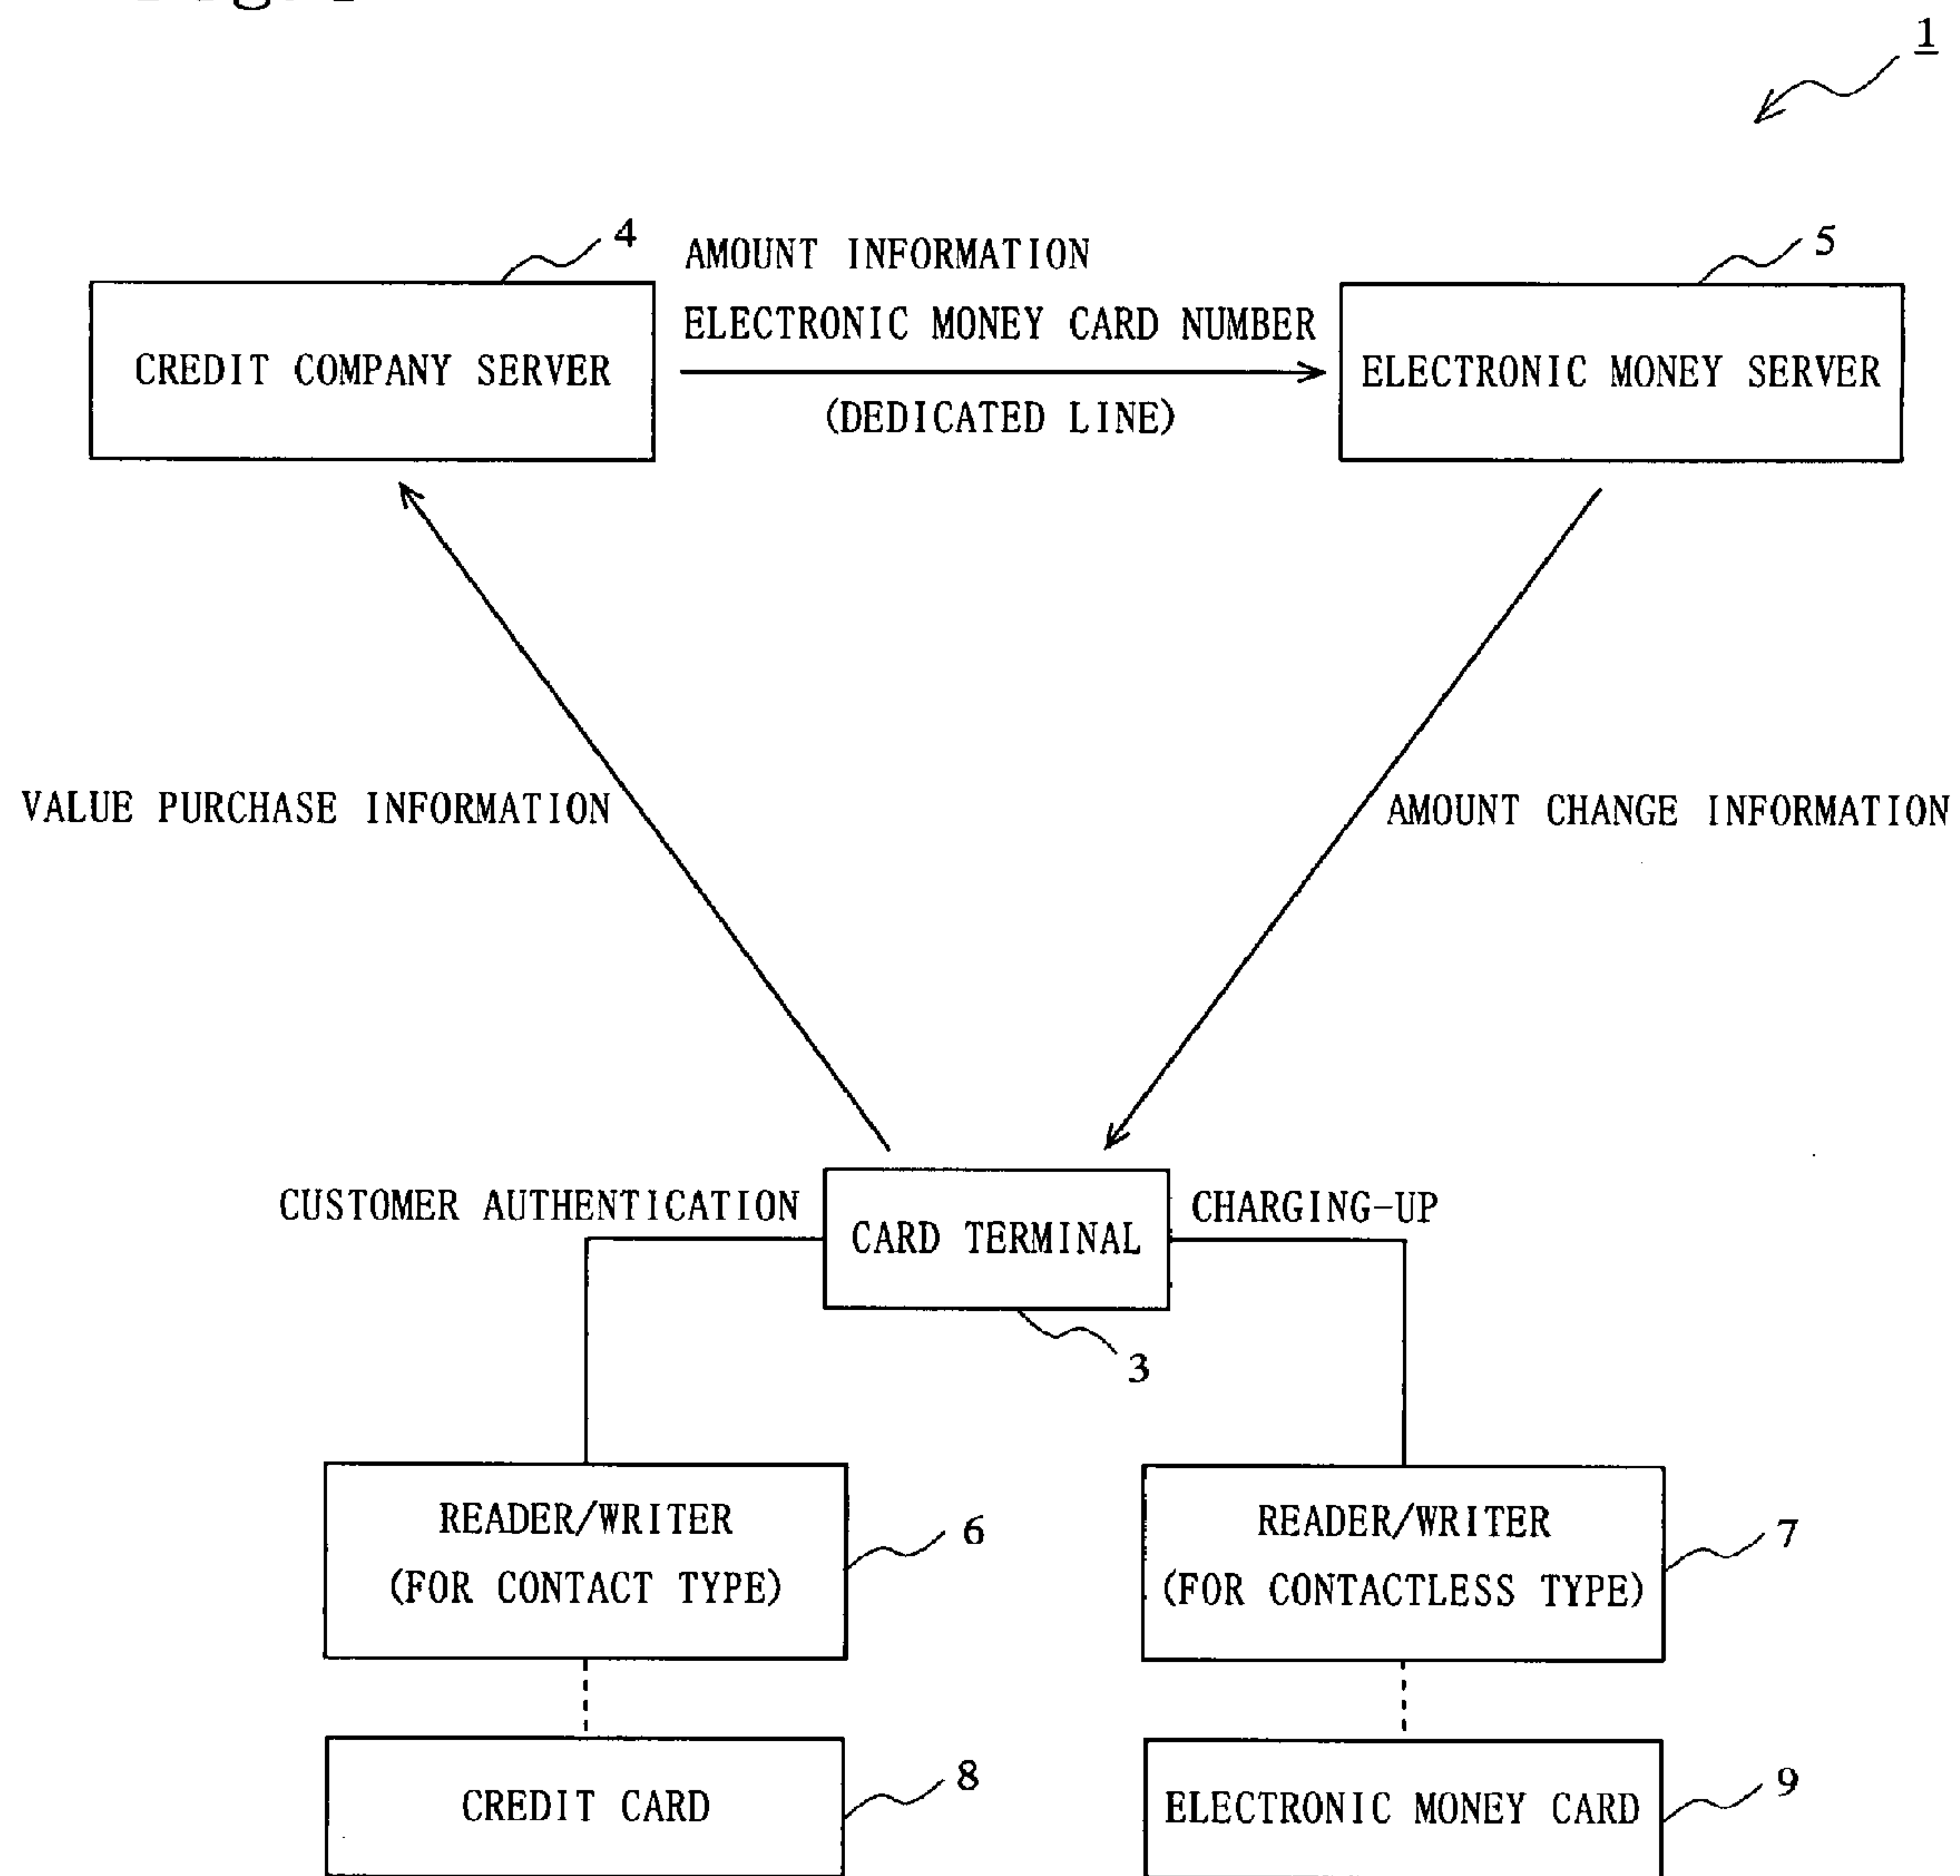 1
4
5
AMOUNT INFORMATION
ELECTRONIC MONEY CARD NUMBER
CREDIT COMPANY SERVER
ELECTRONIC MONEY SERVER
(DEDICATED LINE)
VALUE PURCHASE INFORMATION
AMOUNT CHANGE INFORMATION
CUSTOMER AUTHENTICATION
CHARGING-UP
CARD TERMINAL
3
READER/WRITER
(FOR CONTACT TYPE)
6
READER/WRITER
(FOR CONTACTLESS TYPE)
7
CREDIT CARD
8
ELECTRONIC MONEY CARD
9